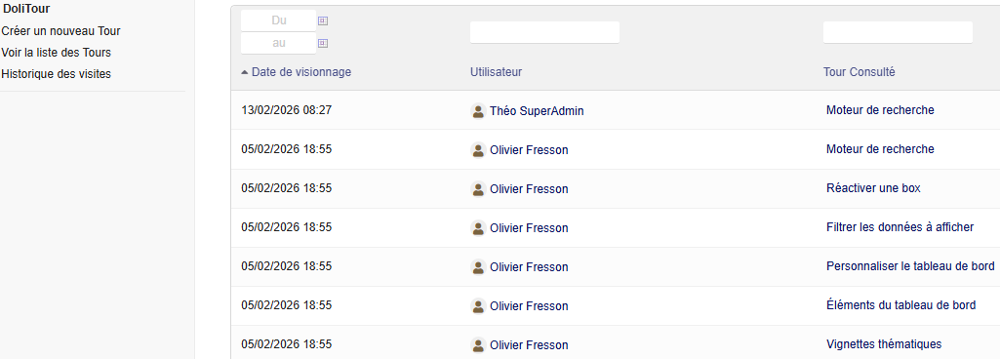 DoliTour
Créer un nouveau Tour
Voir la liste des Tours
Historique des visites
Du
au
Date de visionnage Utilisateur Tour Consulté
13/02/2026 08:27 Théo SuperAdmin Moteur de recherche
05/02/2026 18:55 Olivier Fresson Moteur de recherche
05/02/2026 18:55 Olivier Fresson Réactiver une box
05/02/2026 18:55 Olivier Fresson Filtrer les données à afficher
05/02/2026 18:55 Olivier Fresson Personnaliser le tableau de bord
05/02/2026 18:55 Olivier Fresson Éléments du tableau de bord
05/02/2026 18:55 Olivier Fresson Vignettes thématiques